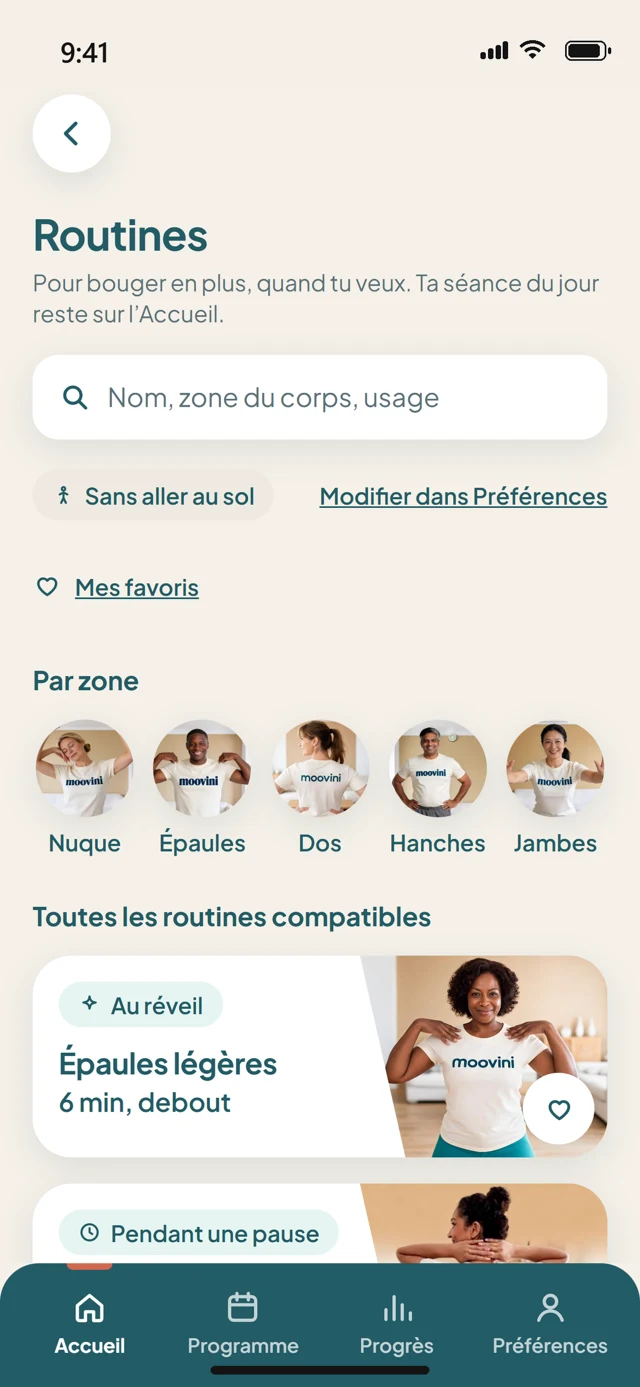 9:41
Routines
Pour bouger en plus, quand tu veux. Ta séance du jour
reste sur l’Accueil.
Nom, zone du corps, usage
Sans aller au sol
Modifier dans Préférences
Mes favoris
Par zone
moovini
moovini
moovini
moovini
moovini
Nuque
Épaules
Dos
Hanches
Jambes
Toutes les routines compatibles
Au réveil
Épaules légères
6 min, debout
moovini
Pendant une pause
Accueil
Programme
Progrès
Préférences